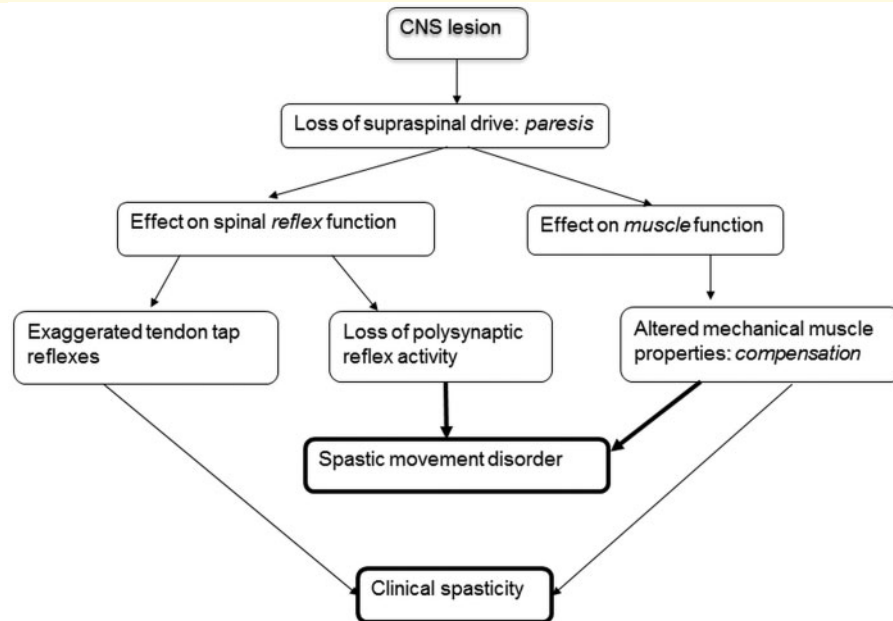 CNS lesion
Loss of supraspinal drive: paresis
Effect on spinal reflex function
Effect on muscle function
Exaggerated tendon tap
reflexes
Loss of polysynaptic
reflex activity
Altered mechanical muscle
properties: compensation
Spastic movement disorder
Clinical spasticity